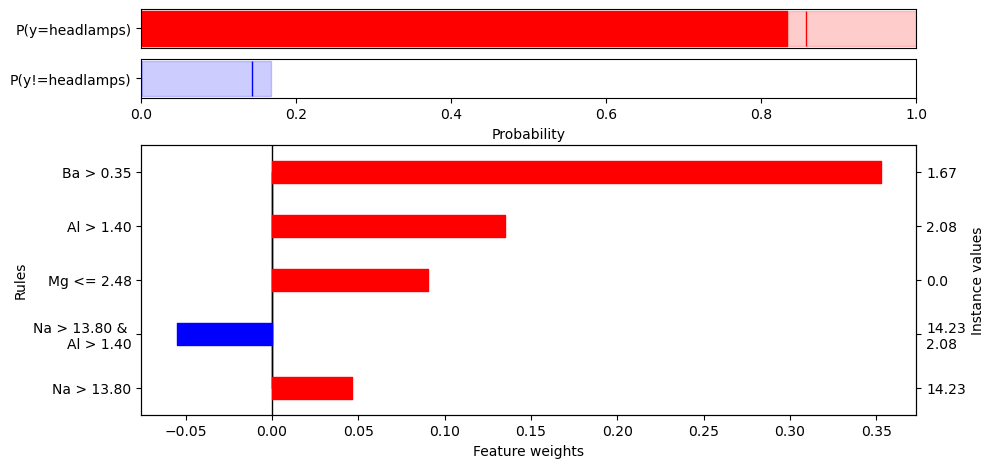 P(y=headlamps)
P(y!=headlamps)
0.0 0.2 0.4 0.6 0.8 1.0
Probability
Ba > 0.35 1.67
Al > 1.40 2.08
Mg <= 2.48 0.0
Na > 13.80 & 14.23
Al > 1.40 2.08
Na > 13.80 14.23
Rules
Instance values
−0.05 0.00 0.05 0.10 0.15 0.20 0.25 0.30 0.35
Feature weights